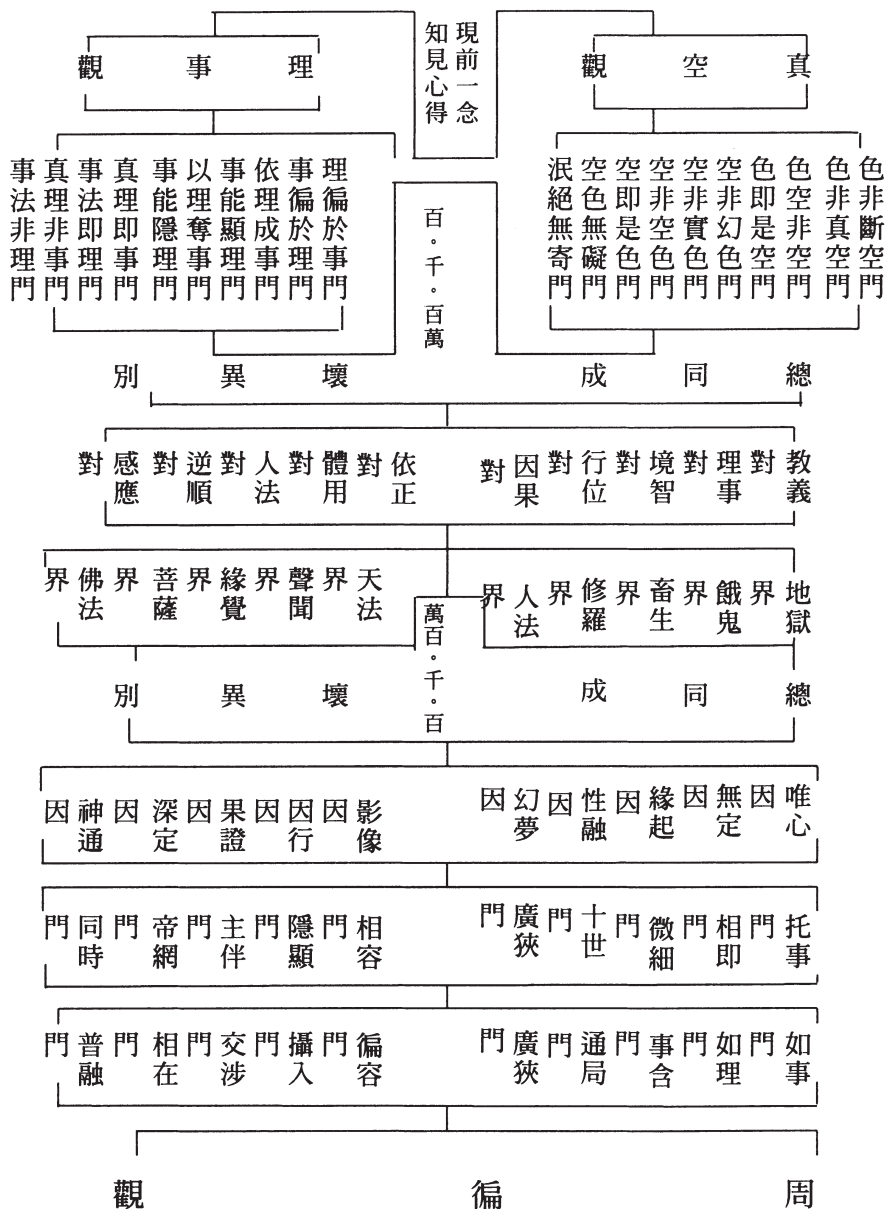 現前一念
知見心得
真空觀
理事觀
色非斷空門
色非真空門
色空非空門
色即是空門
空非幻色門
空非實色門
空非空色門
空即是色門
空色無礙門
泯絕無寄門
百。千。百萬
理徧於事門
事徧於理門
依理成事門
事能顯理門
以理奪事門
事能隱理門
真理即事門
事法即理門
真理非事門
事法非理門
總同成壞異別
教義對
理事對
境智對
行位對
因果對
依正對
體用對
人法對
逆順對
感應對
地獄界
餓鬼界
畜生界
修羅界
人法界
天法界
聲聞界
緣覺界
菩薩界
佛法界
萬百。千。百
總同成壞異別
唯心因
無定因
緣起因
性融因
幻夢因
影像因
因行因
果證因
深定因
神通因
托事門
相即門
微細門
十世門
廣狹門
相容門
隱顯門
主伴門
帝網門
同時門
如事門
如理門
事含門
通局門
廣狹門
徧容門
攝入門
交涉門
相在門
普融門
周徧觀